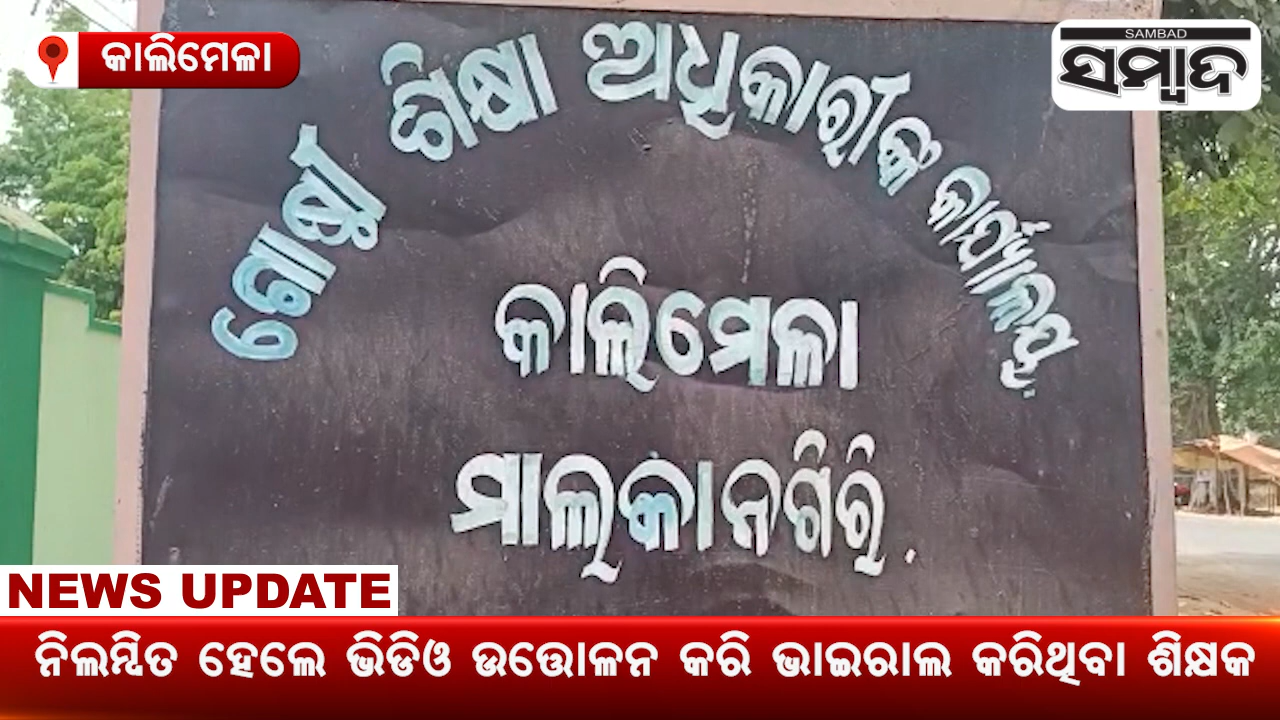 କାଲିମେଳା
SAMBAD
ସମ୍ବାଦ
ଗୋଷ୍ଠୀ ଶିକ୍ଷା ଅଧିକାରୀଙ୍କ କାର୍ଯ୍ୟାଳୟ
କାଲିମେଳା
ମାଲକାନଗିରି.
NEWS UPDATE
ନିଲମ୍ବିତ ହେଲେ ଭିଡିଓ ଉତ୍ତୋଳନ କରି ଭାଇରାଲ କରିଥିବା ଶିକ୍ଷକ